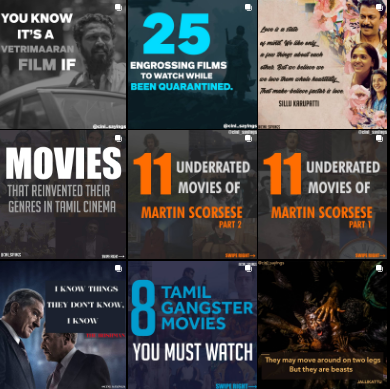 YOU KNOW
IT'S A
VETRIMAARAN
FILM IF
@cini_sayings
25
ENGROSSING FILMS
TO WATCH WHILE
BEEN QUARANTINED.
@cini_sayings
Love is a state
of mind. We like only
a few things about each
other. But we believe
we love them whole heartedly.
That make-believe factor is love.
SILLU KARUPATTI
MOVIES
THAT REINVENTED THEIR
GENRES IN TAMIL CINEMA
@CINI_SAYINGS
SWIPE RIGHT
@cini_sayings
11 UNDERRATED
MOVIES OF
MARTIN SCORSESE
PART 2
SWIPE RIGHT
@cini_sayings
11 UNDERRATED
MOVIES OF
MARTIN SCORSESE
PART 1
SWIPE RIGHT
I KNOW THINGS
THEY DON'T KNOW,
I KNOW
@cini_sayings
8 TAMIL
GANGSTER
MOVIES
YOU MUST WATCH
SWIPE RIGHT
@cini_sayings
They may move around on two legs
But they are beasts
JALLIKATTU